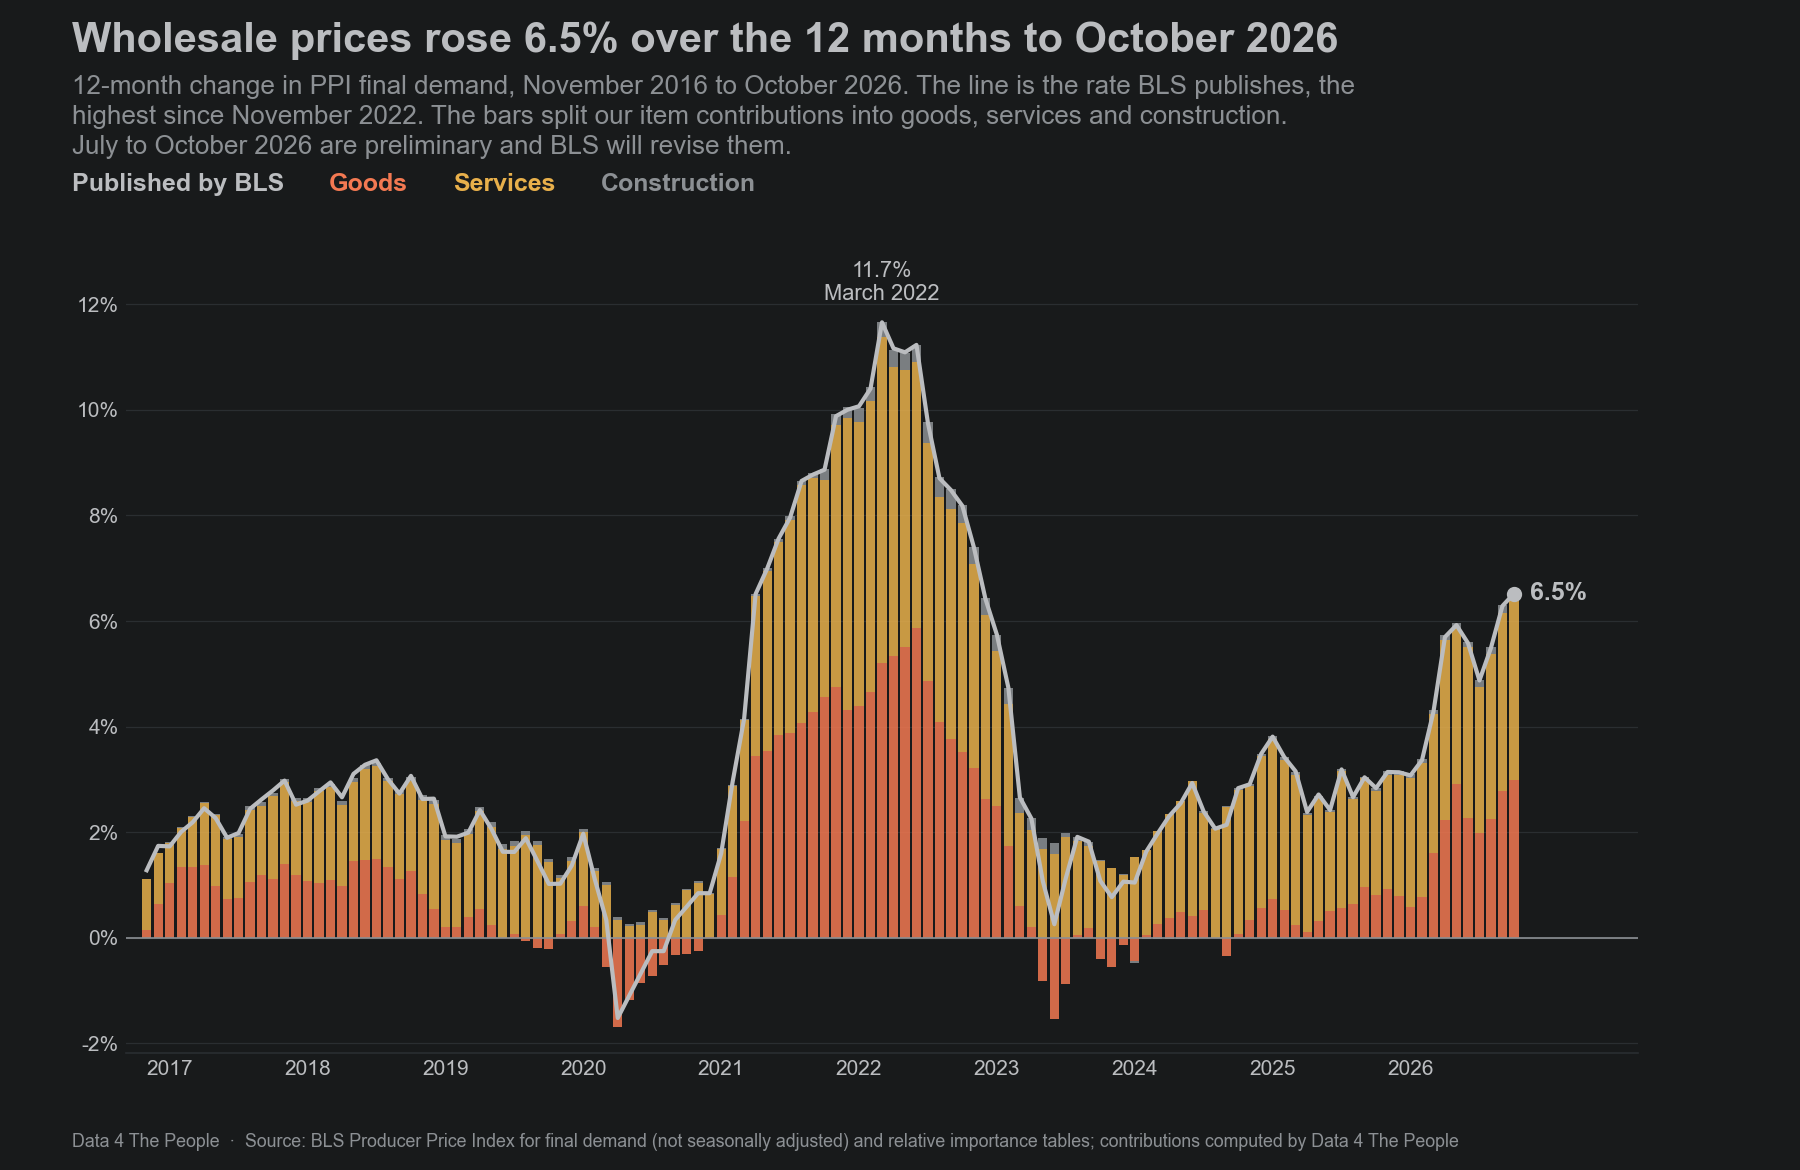 Wholesale prices rose 6.5% over the 12 months to October 2026
12-month change in PPI final demand, November 2016 to October 2026. The line is the rate BLS publishes, the
highest since November 2022. The bars split our item contributions into goods, services and construction.
July to October 2026 are preliminary and BLS will revise them.
Published by BLS Goods Services Construction
11.7%
March 2022
12%
10%
8%
6%
4%
2%
0%
-2%
6.5%
2017 2018 2019 2020 2021 2022 2023 2024 2025 2026
Data 4 The People · Source: BLS Producer Price Index for final demand (not seasonally adjusted) and relative importance tables; contributions computed by Data 4 The People